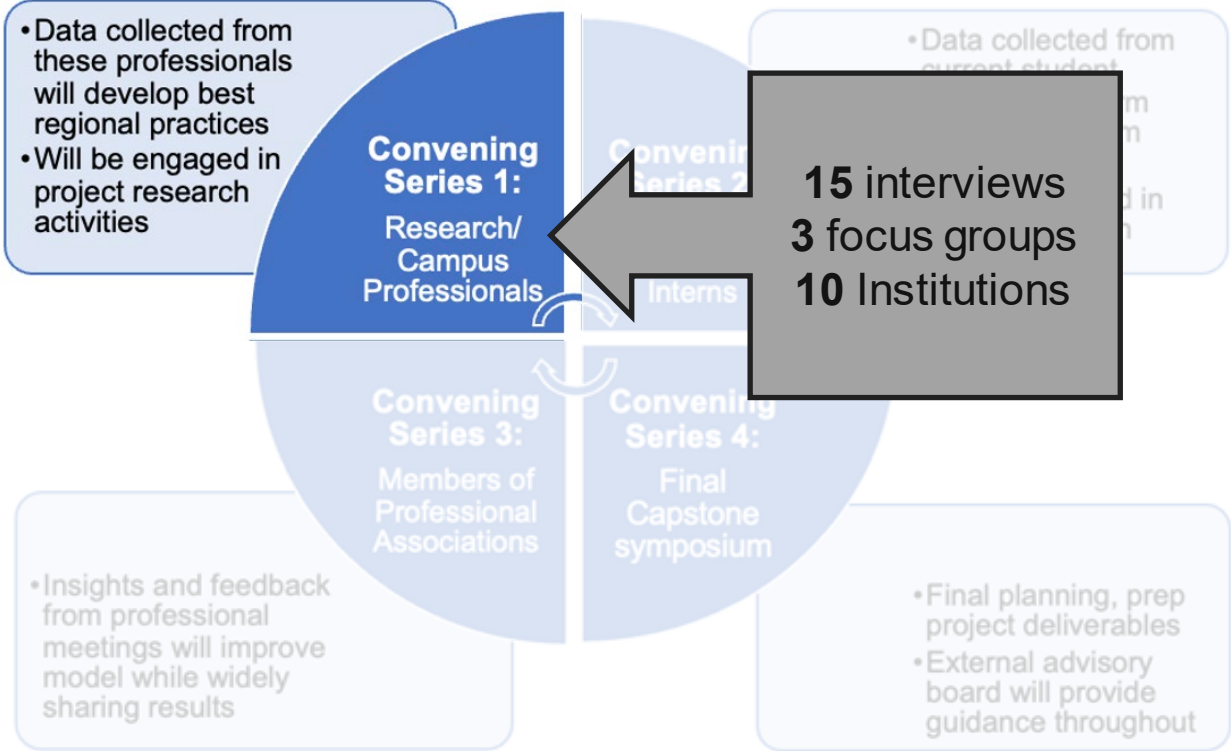 •Data collected from
these professionals
will develop best
regional practices
•Will be engaged in
project research
activities
Convening
Series 1:
Research/
Campus
Professionals
•Data collected from
current student
in
Series 2
Interns
15 interviews
3 focus groups
10 Institutions
Convening
Series 3:
Members of
Professional
Associations
Convening
Series 4:
Final
Capstone
symposium
•Insights and feedback
from professional
meetings will improve
model while widely
sharing results
•Final planning, prep
project deliverables
•External advisory
board will provide
guidance throughout